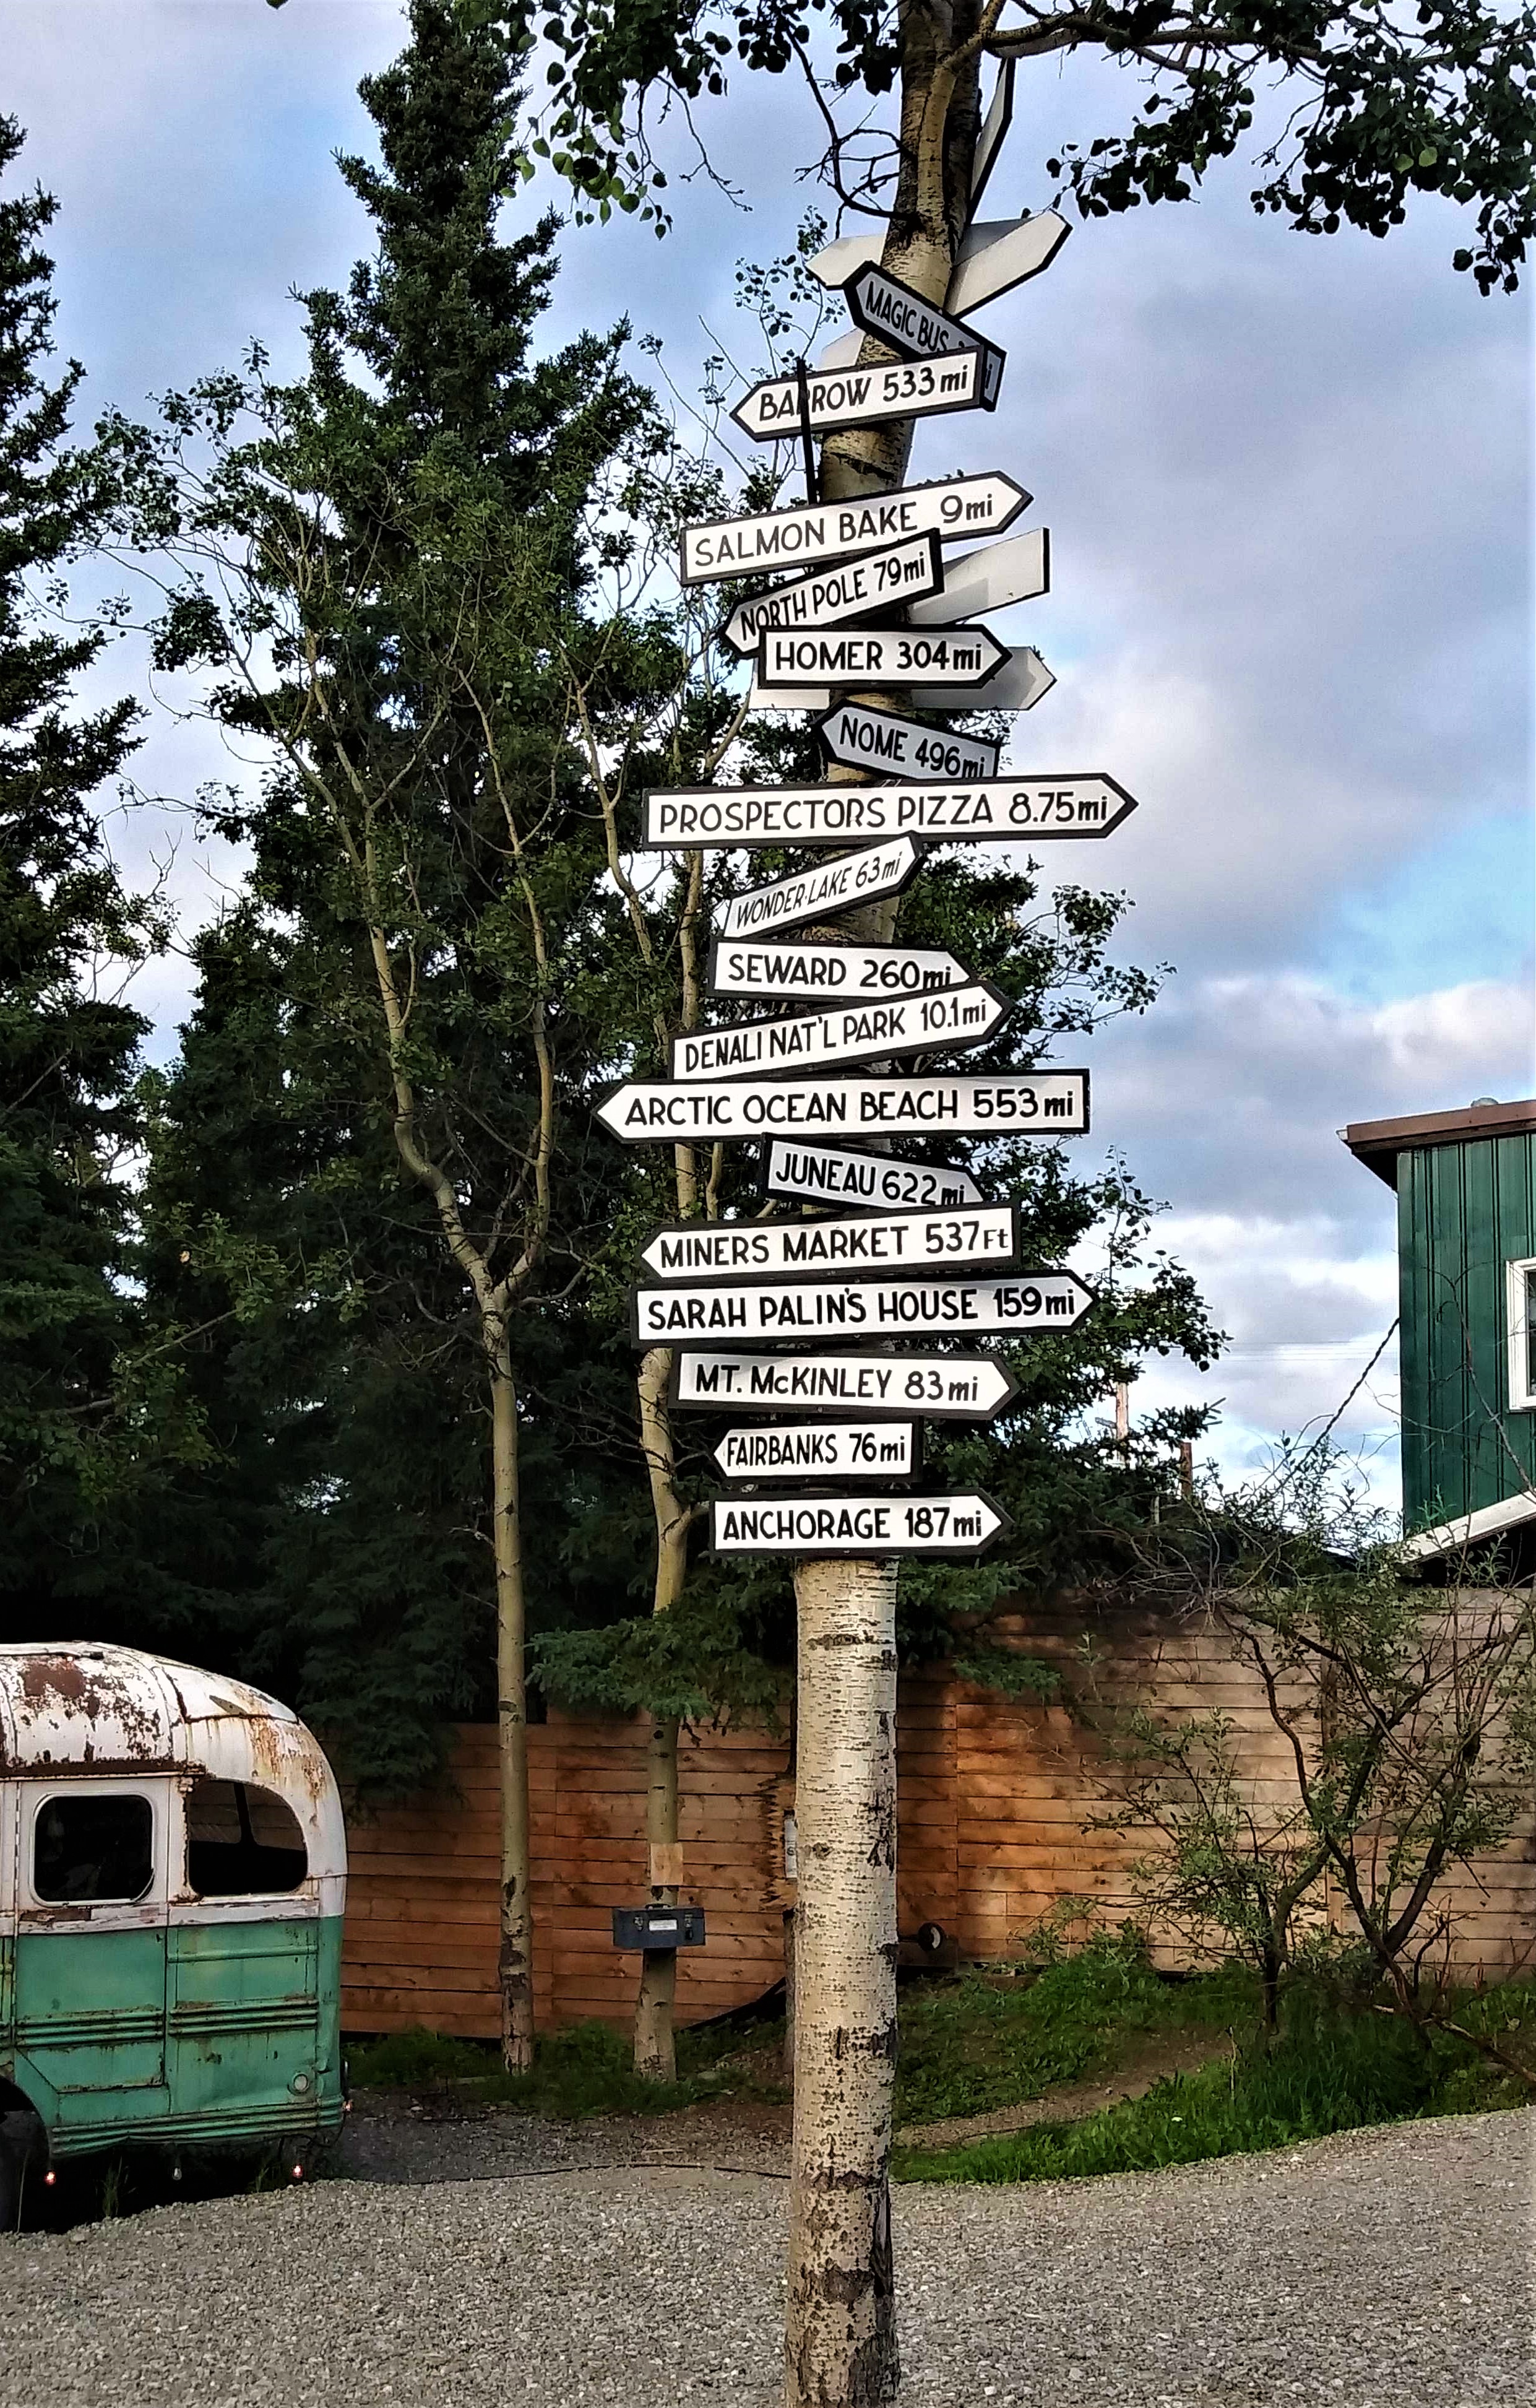 MAGIC BUS
BARROW 533mi
SALMON BAKE 9mi
NORTH POLE 79mi
HOMER 304mi
NOME 496mi
PROSPECTORS PIZZA 8.75mi
WONDER LAKE 63mi
SEWARD 260mi
DENALI NAT'L PARK 10.1mi
ARCTIC OCEAN BEACH 553mi
JUNEAU 622mi
MINERS MARKET 537Ft
SARAH PALIN'S HOUSE 159mi
MT. McKINLEY 83mi
FAIRBANKS 76mi
ANCHORAGE 187mi